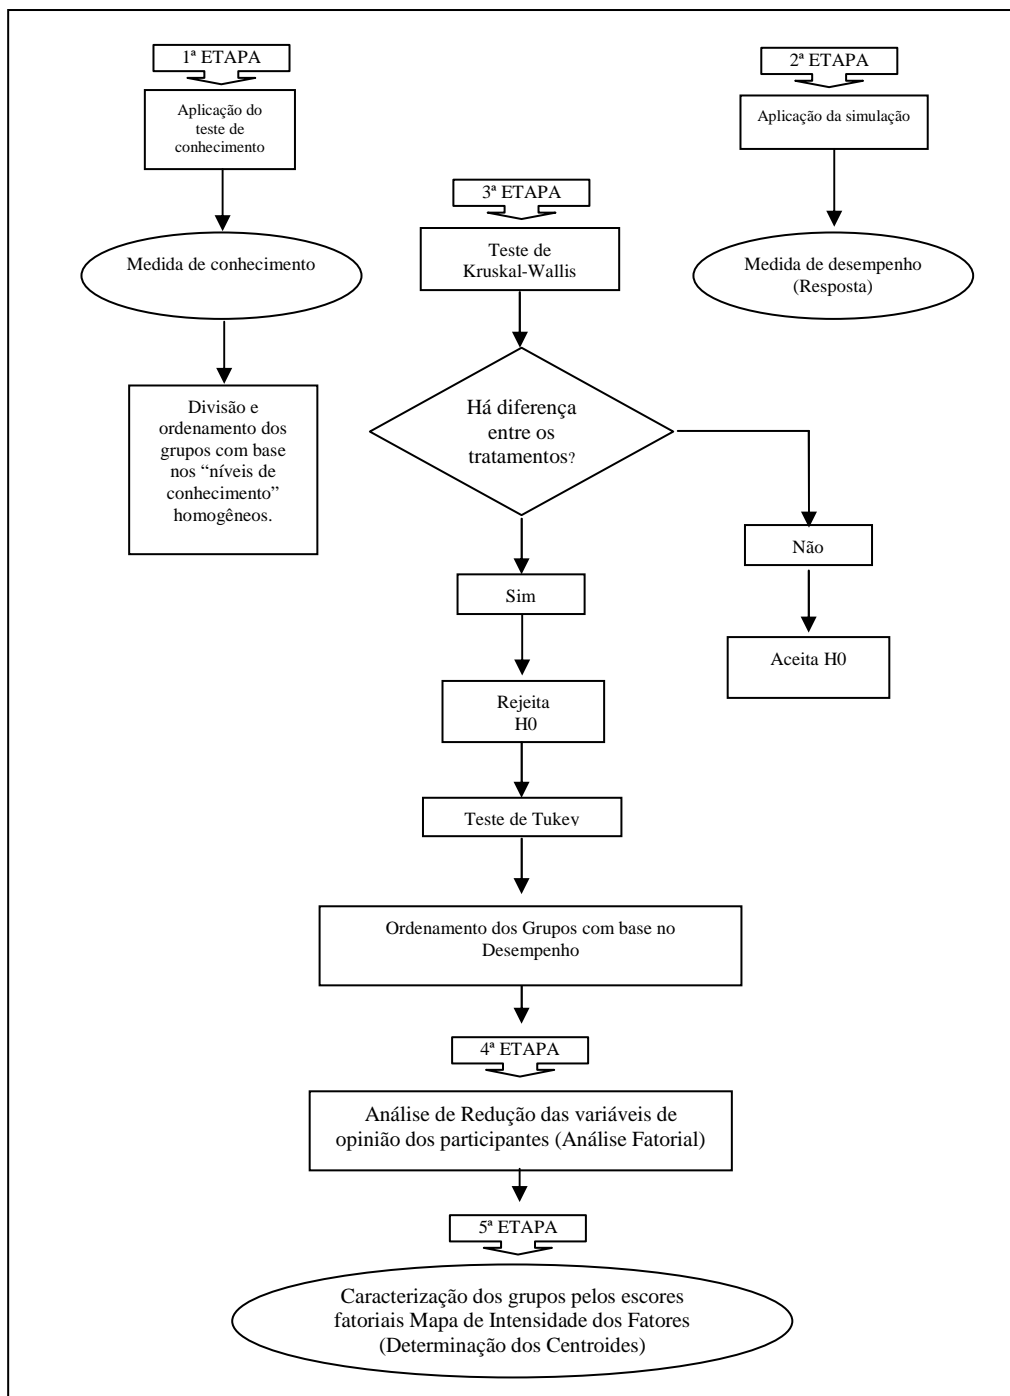 1ª ETAPA
Aplicação do
teste de
conhecimento
Medida de conhecimento
Divisão e
ordenamento dos
grupos com base
nos “níveis de
conhecimento”
homogêneos.
2ª ETAPA
Aplicação da simulação
Medida de desempenho
(Resposta)
3ª ETAPA
Teste de
Kruskal-Wallis
Há diferença
entre os
tratamentos?
Não
Aceita H0
Sim
Rejeita
H0
Teste de Tukey
Ordenamento dos Grupos com base no
Desempenho
4ª ETAPA
Análise de Redução das variáveis de
opinião dos participantes (Análise Fatorial)
5ª ETAPA
Caracterização dos grupos pelos escores
fatoriais Mapa de Intensidade dos Fatores
(Determinação dos Centroides)